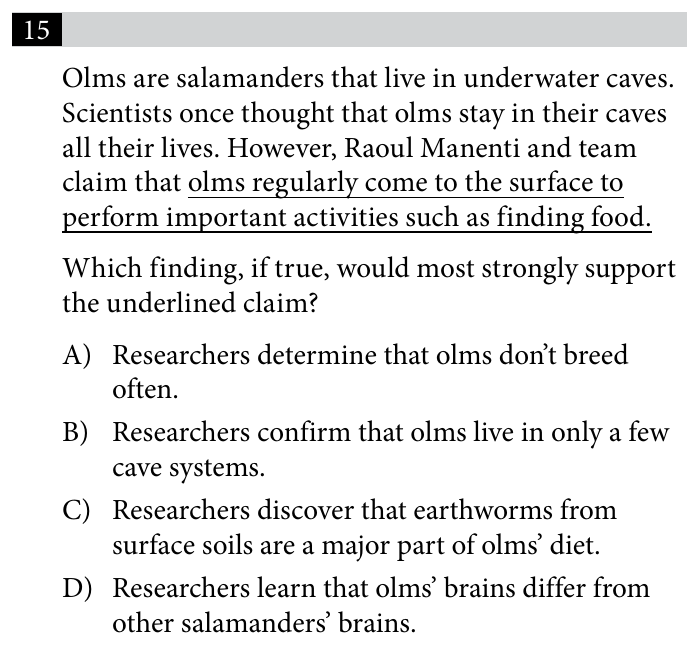 15
Olms are salamanders that live in underwater caves.
Scientists once thought that olms stay in their caves
all their lives. However, Raoul Manenti and team
claim that olms regularly come to the surface to
perform important activities such as finding food.
Which finding, if true, would most strongly support
the underlined claim?
A) Researchers determine that olms don’t breed
often.
B) Researchers confirm that olms live in only a few
cave systems.
C) Researchers discover that earthworms from
surface soils are a major part of olms’ diet.
D) Researchers learn that olms’ brains differ from
other salamanders’ brains.